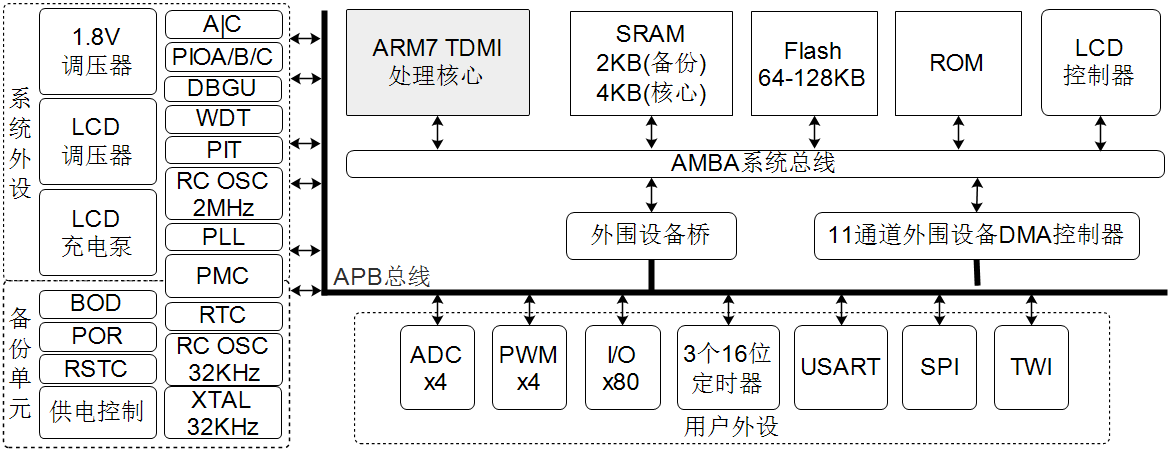 系统外设
1.8V
调压器
LCD
调压器
LCD
充电泵
A|C
PIOA/B/C
DBGU
WDT
PIT
RC OSC
2MHz
PLL
PMC
备份单元
BOD
POR
RSTC
供电控制
RTC
RC OSC
32KHz
XTAL
32KHz
ARM7 TDMI
处理核心
SRAM
2KB(备份)
4KB(核心)
Flash
64-128KB
ROM
LCD
控制器
AMBA系统总线
外围设备桥
11通道外围设备DMA控制器
APB总线
ADC
x4
PWM
x4
I/O
x80
3个16位
定时器
USART
SPI
TWI
用户外设